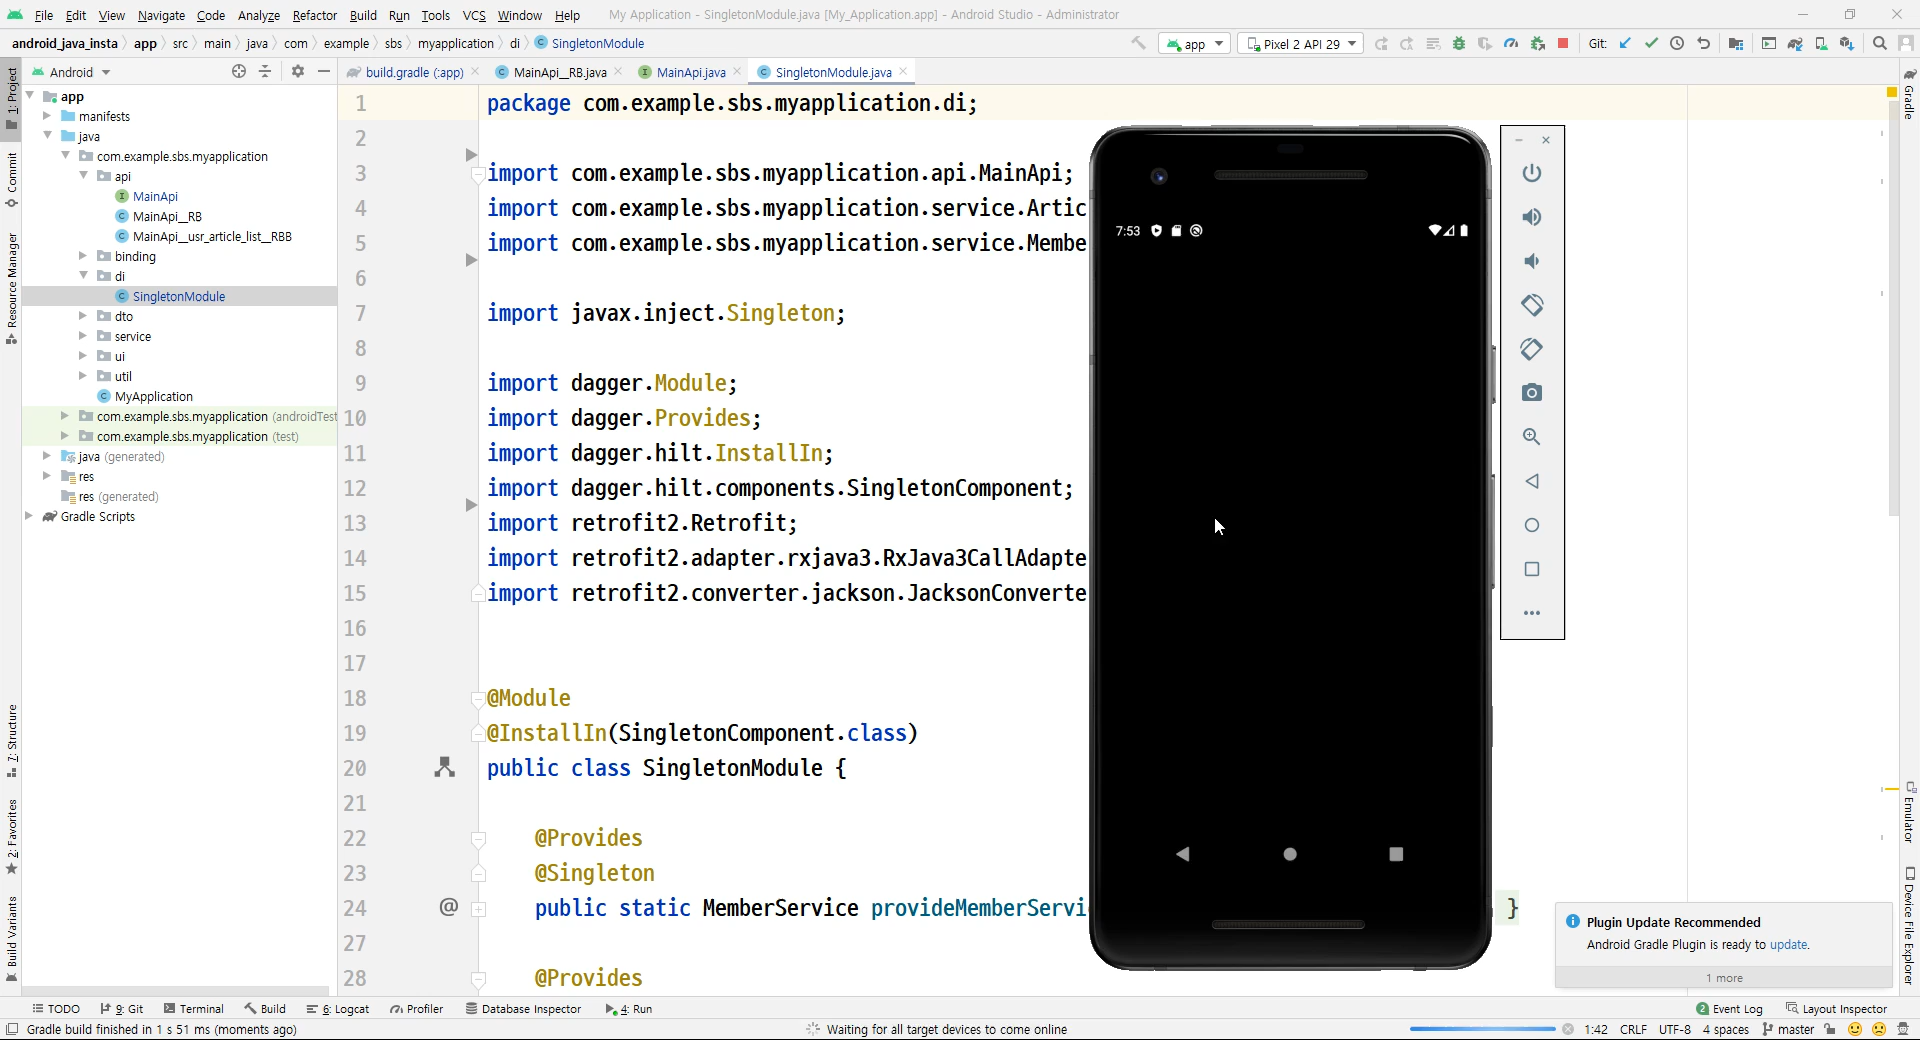 File Edit View Navigate Code Analyze Refactor Build Run Tools VCS Window Help My Application - SingletonModule.java [My_Application.app] - Android Studio - Administrator
android_java_insta app src main java com example sbs myapplication di SingletonModule app Pixel 2 API 29 Git:
Android build.gradle (:app) MainApi__RB.java MainApi.java SingletonModule.java
1: Project
Commit
Resource Manager
7: Structure
2: Favorites
Build Variants
app
manifests
java
com.example.sbs.myapplication
api
MainApi
MainApi__RB
MainApi__usr_article_list__RBB
binding
di
SingletonModule
dto
service
ui
util
MyApplication
com.example.sbs.myapplication (androidTest
com.example.sbs.myapplication (test)
java (generated)
res
res (generated)
Gradle Scripts
1 package com.example.sbs.myapplication.di;
2
3 import com.example.sbs.myapplication.api.MainApi;
4 import com.example.sbs.myapplication.service.Artic
5 import com.example.sbs.myapplication.service.Membe
6
7 import javax.inject.Singleton;
8
9 import dagger.Module;
10 import dagger.Provides;
11 import dagger.hilt.InstallIn;
12 import dagger.hilt.components.SingletonComponent;
13 import retrofit2.Retrofit;
14 import retrofit2.adapter.rxjava3.RxJava3CallAdapte
15 import retrofit2.converter.jackson.JacksonConverte
16
17
18 @Module
19 @InstallIn(SingletonComponent.class)
20 public class SingletonModule {
21
22 @Provides
23 @Singleton
24 @ public static MemberService provideMemberServi }
27
28 @Provides
7:53
Gradle
Emulator
Device File Explorer
Plugin Update Recommended
Android Gradle Plugin is ready to update.
1 more
TODO 9: Git Terminal Build 6: Logcat Profiler Database Inspector 4: Run 2 Event Log Layout Inspector
Gradle build finished in 1 s 51 ms (moments ago) Waiting for all target devices to come online 1:42 CRLF UTF-8 4 spaces master